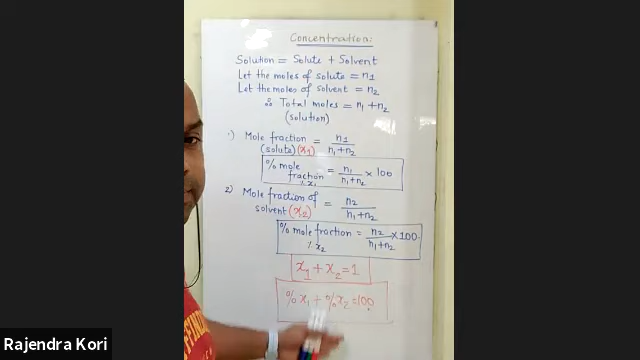 Concentration:
Solution = Solute + Solvent
Let the moles of solute = n1
Let the moles of solvent = n2
∴ Total moles = n1 + n2
(solution)
1) Mole fraction = n1 / n1+n2
(solute) (x1)
% mole fraction = n1 / n1+n2 × 100
% x1
2) Mole fraction of solvent (x2) = n2 / n1+n2
% mole fraction = n2 / n1+n2 × 100
% x2
x1 + x2 = 1
% x1 + % x2 = 100
Rajendra Kori